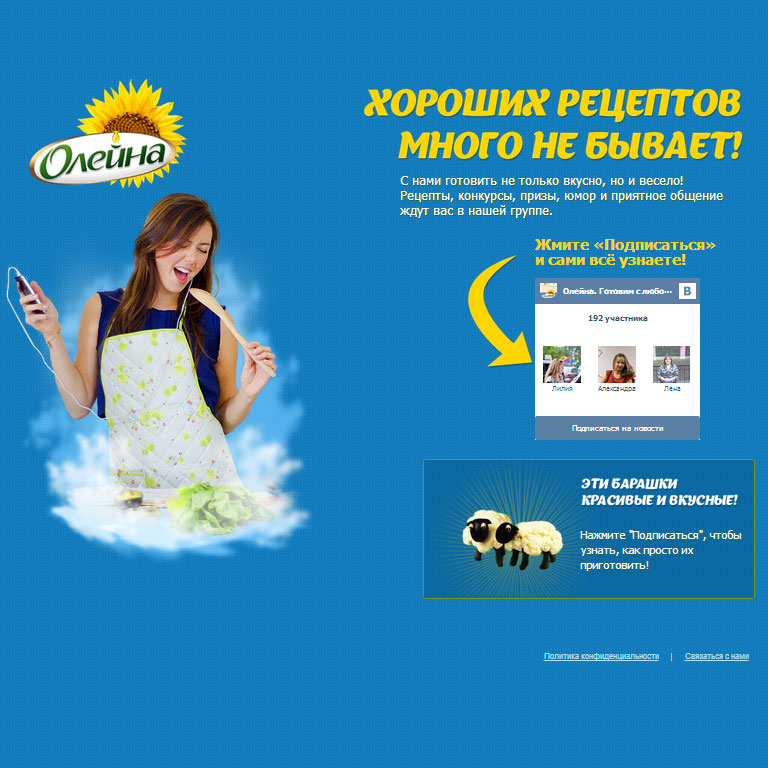 Олейна
ХОРОШИХ РЕЦЕПТОВ
МНОГО НЕ БЫВАЕТ!
С нами готовить не только вкусно, но и весело!
Рецепты, конкурсы, призы, юмор и приятное общение
ждут вас в нашей группе.
Жмите «Подписаться»
и сами всё узнаете!
Олейна. Готовим с любо... B
192 участника
Лилия Александра Лена
Подписаться на новости
ЭТИ БАРАШКИ
КРАСИВЫЕ И ВКУСНЫЕ!
Нажмите "Подписаться", чтобы
узнать, как просто их
приготовить!
Политика конфиденциальности | Связаться с нами